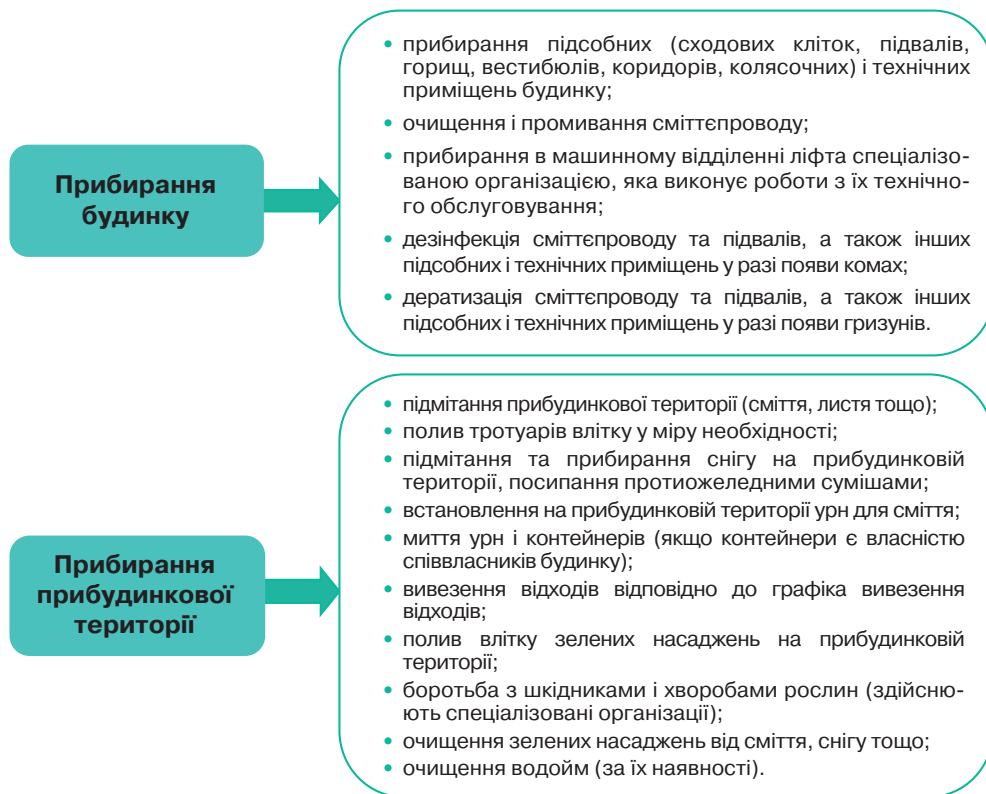 Прибирання
будинку
• прибирання підсобних (сходових кліток, підвалів,
горищ, вестибюлів, коридорів, колясочних) і технічних
приміщень будинку;
• очищення і промивання сміттєпроводу;
• прибирання в машинному відділенні ліфта спеціалізо-
ваною організацією, яка виконує роботи з їх технічно-
го обслуговування;
• дезінфекція сміттєпроводу та підвалів, а також інших
підсобних і технічних приміщень у разі появи комах;
• дератизація сміттєпроводу та підвалів, а також інших
підсобних і технічних приміщень у разі появи гризунів.
Прибирання
прибудинкової
території
• підмітання прибудинкової території (сміття, листя тощо);
• полив тротуарів влітку у міру необхідності;
• підмітання та прибирання снігу на прибудинковій
території, посипання протиожеледними сумішами;
• встановлення на прибудинковій території урн для сміття;
• миття урн і контейнерів (якщо контейнери є власністю
співвласників будинку);
• вивезення відходів відповідно до графіка вивезення
відходів;
• полив влітку зелених насаджень на прибудинковій
території;
• боротьба з шкідниками і хворобами рослин (здійсню-
ють спеціалізовані організації);
• очищення зелених насаджень від сміття, снігу тощо;
• очищення водойм (за їх наявності).